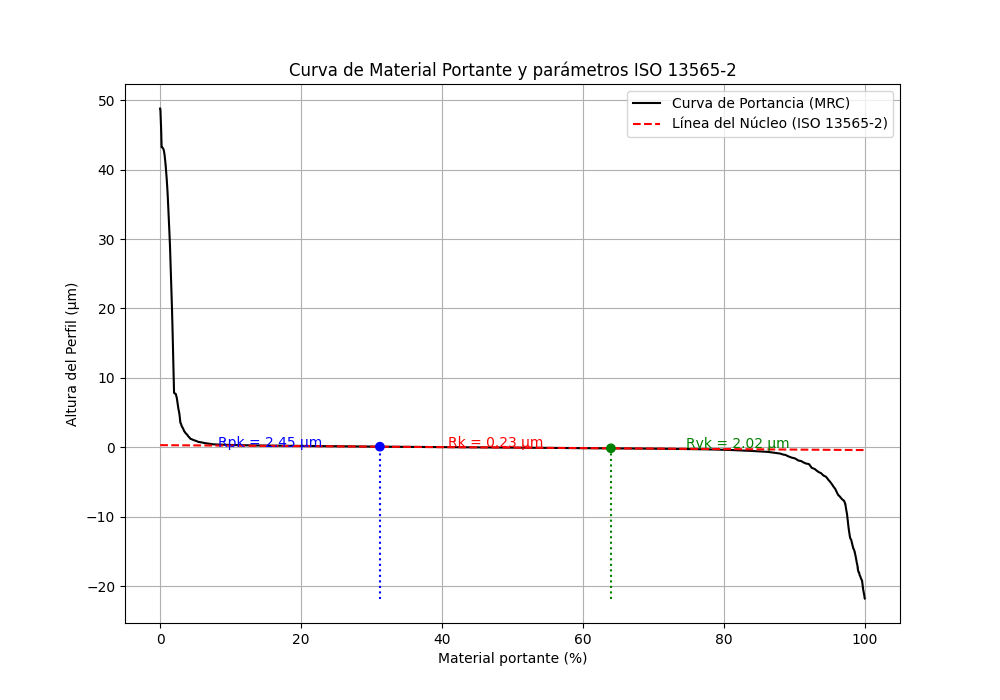 Curva de Material Portante y parámetros ISO 13565-2
Curva de Portancia (MRC)
Línea del Núcleo (ISO 13565-2)
Altura del Perfil (µm)
50
40
30
20
10
0
−10
−20
Rpk = 2.45 µm
Rk = 0.23 µm
Rvk = 2.02 µm
0
20
40
60
80
100
Material portante (%)